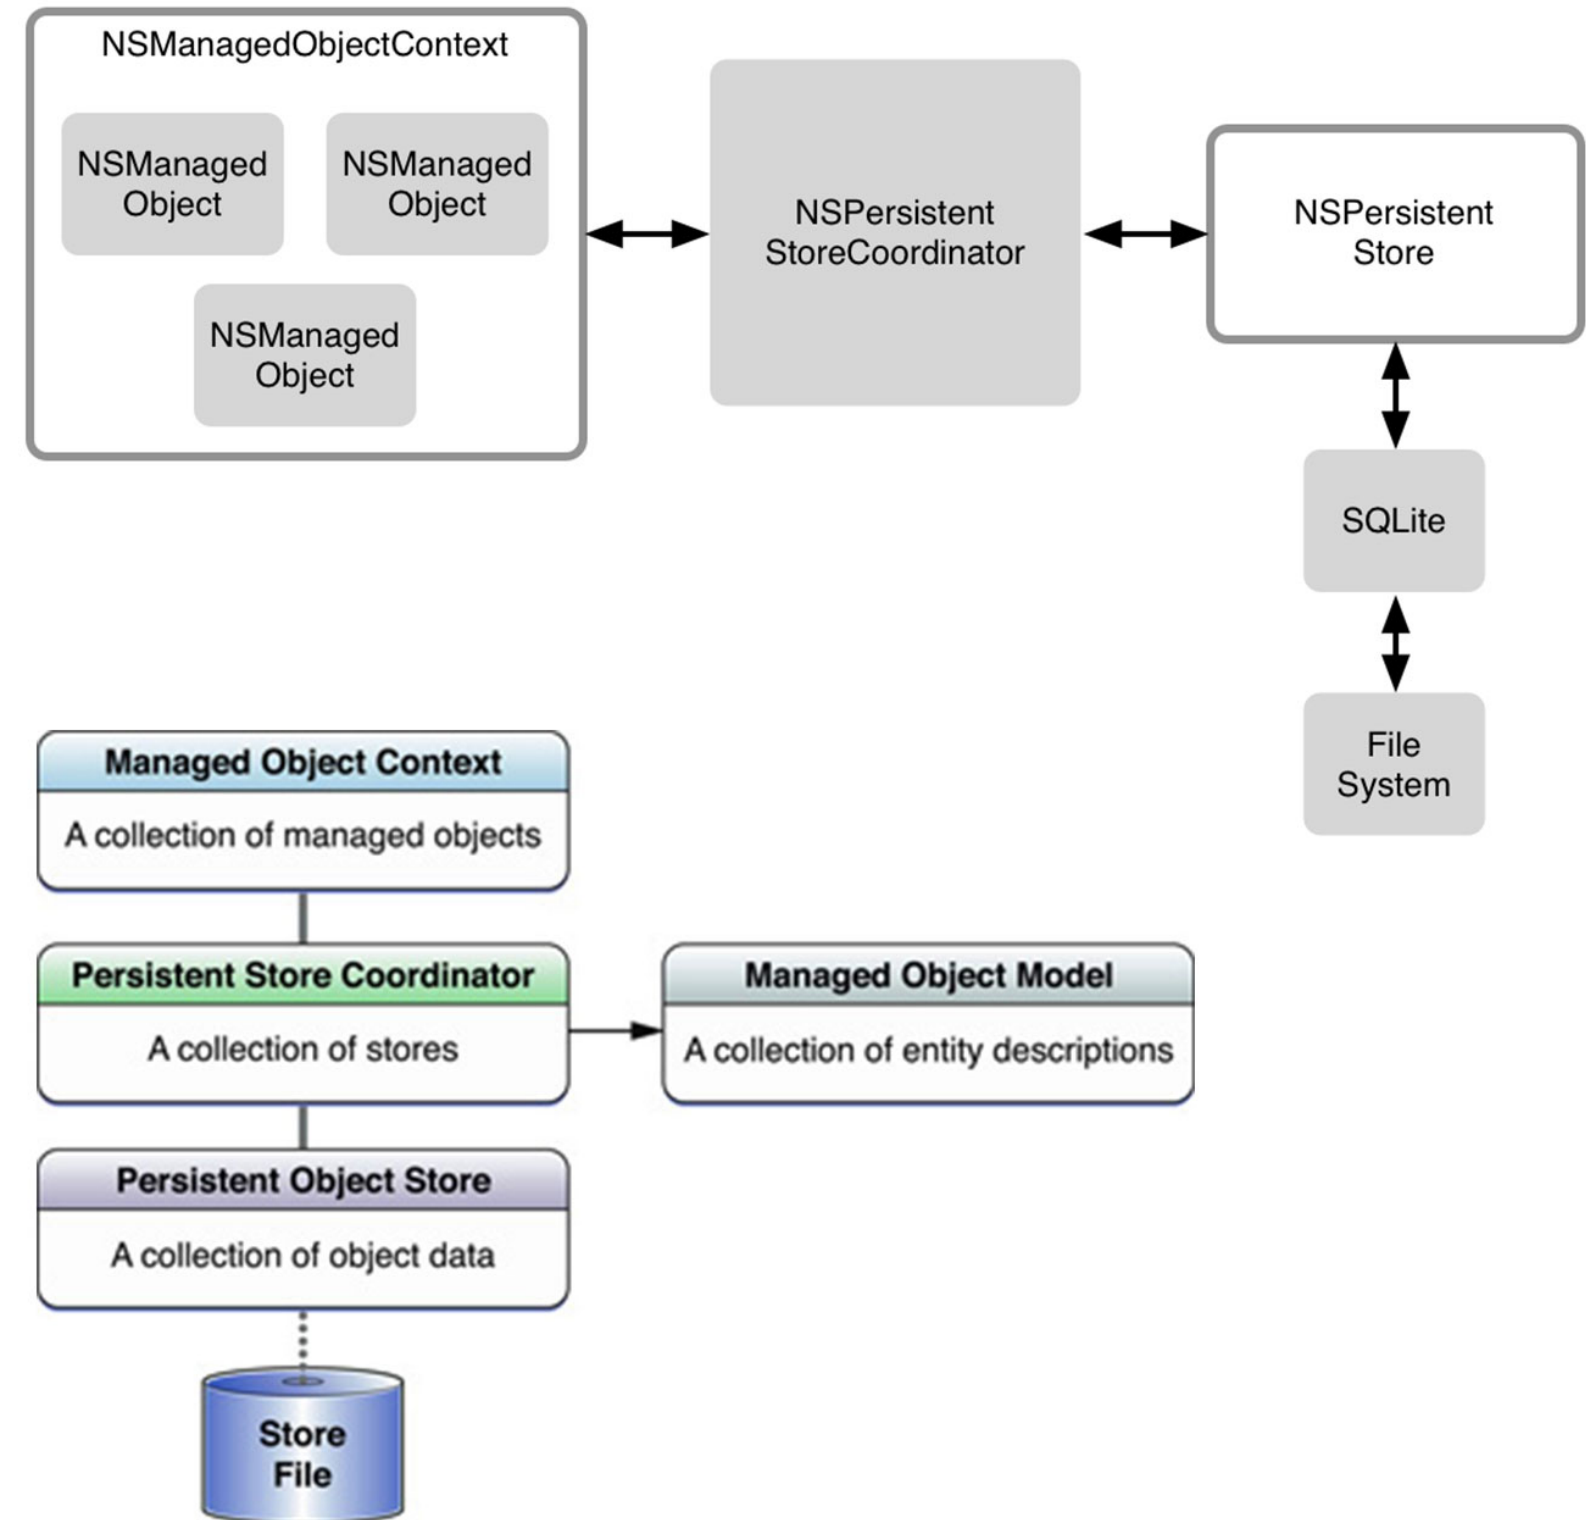 NSManagedObjectContext
NSManaged
Object
NSManaged
Object
NSManaged
Object
NSPersistent
StoreCoordinator
NSPersistent
Store
SQLite
File
System
Managed Object Context
A collection of managed objects
Persistent Store Coordinator
A collection of stores
Managed Object Model
A collection of entity descriptions
Persistent Object Store
A collection of object data
Store
File